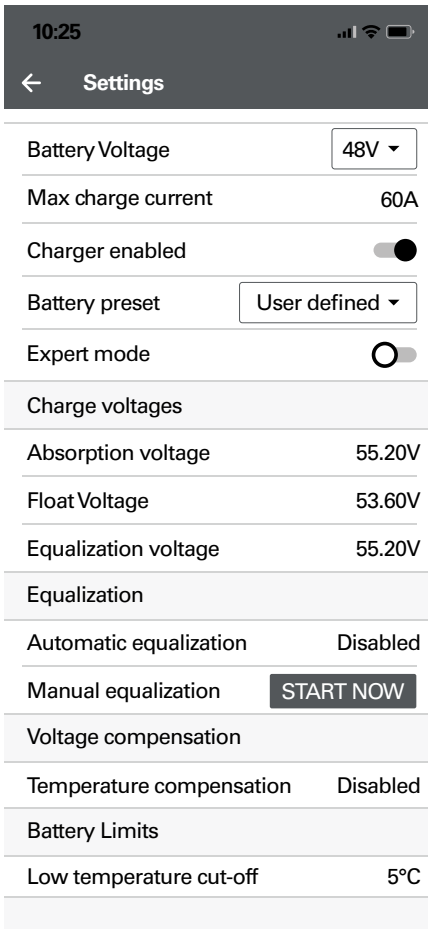 10:25
Settings
Battery Voltage 48V
Max charge current 60A
Charger enabled
Battery preset User defined
Expert mode
Charge voltages
Absorption voltage 55.20V
Float Voltage 53.60V
Equalization voltage 55.20V
Equalization
Automatic equalization Disabled
Manual equalization START NOW
Voltage compensation
Temperature compensation Disabled
Battery Limits
Low temperature cut-off 5°C